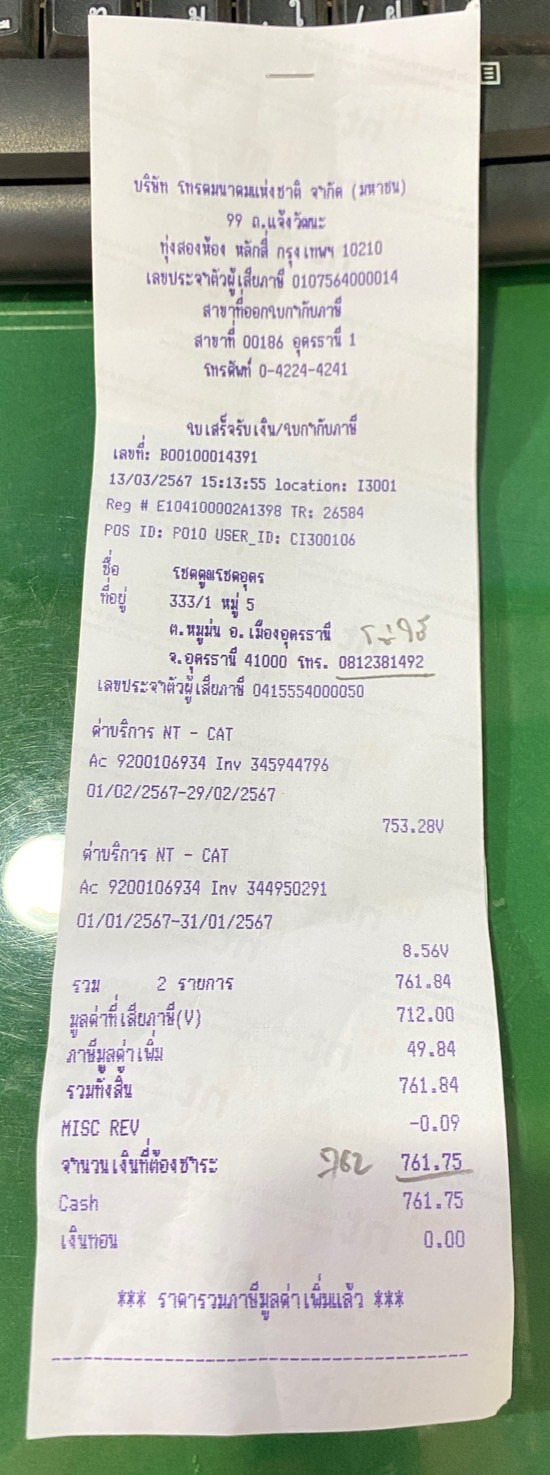 บริษัท โทรคมนาคมแห่งชาติ จำกัด (มหาชน)
99 ถ.แจ้งวัฒนะ
ทุ่งสองห้อง หลักสี่ กรุงเทพฯ 10210
เลขประจำตัวผู้เสียภาษี 0107564000014
สาขาที่ออกใบกำกับภาษี
สาขาที่ 00186 อุดรธานี 1
โทรศัพท์ 0-4224-4241
ใบเสร็จรับเงิน/ใบกำกับภาษี
เลขที่: B00100014391
13/03/2567 15:13:55 location: I3001
Reg # E104100002A1398 TR: 26584
POS ID: P010 USER_ID: CI300106
ชื่อ โชคดูณโชคอุดร
ที่อยู่ 333/1 หมู่ 5
ต.หมูม่น อ.เมืองอุดรธานี
จ.อุดรธานี 41000 โทร. 0812381492
เลขประจำตัวผู้เสียภาษี 0415554000050
ค่าบริการ NT - CAT
Ac 9200106934 Inv 345944796
01/02/2567-29/02/2567
753.28V
ค่าบริการ NT - CAT
Ac 9200106934 Inv 344950291
01/01/2567-31/01/2567
8.56V
รวม 2 รายการ 761.84
มูลค่าที่เสียภาษี(V) 712.00
ภาษีมูลค่าเพิ่ม 49.84
รวมทั้งสิ้น 761.84
MISC REV -0.09
จำนวนเงินที่ต้องชำระ 762 761.75
Cash 761.75
เงินทอน 0.00
*** ราคารวมภาษีมูลค่าเพิ่มแล้ว ***